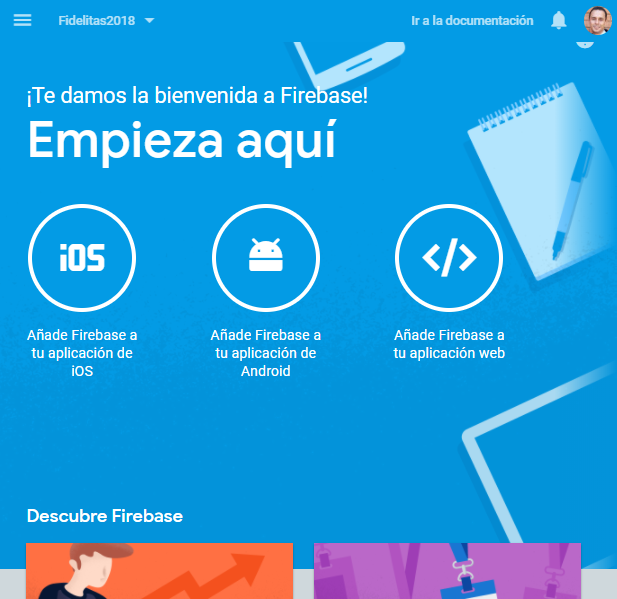 Fidelitas2018
Ir a la documentación
¡Te damos la bienvenida a Firebase!
Empieza aquí
iOS
Añade Firebase a
tu aplicación de
iOS
Añade Firebase a
tu aplicación de
Android
</>
Añade Firebase a
tu aplicación web
Descubre Firebase